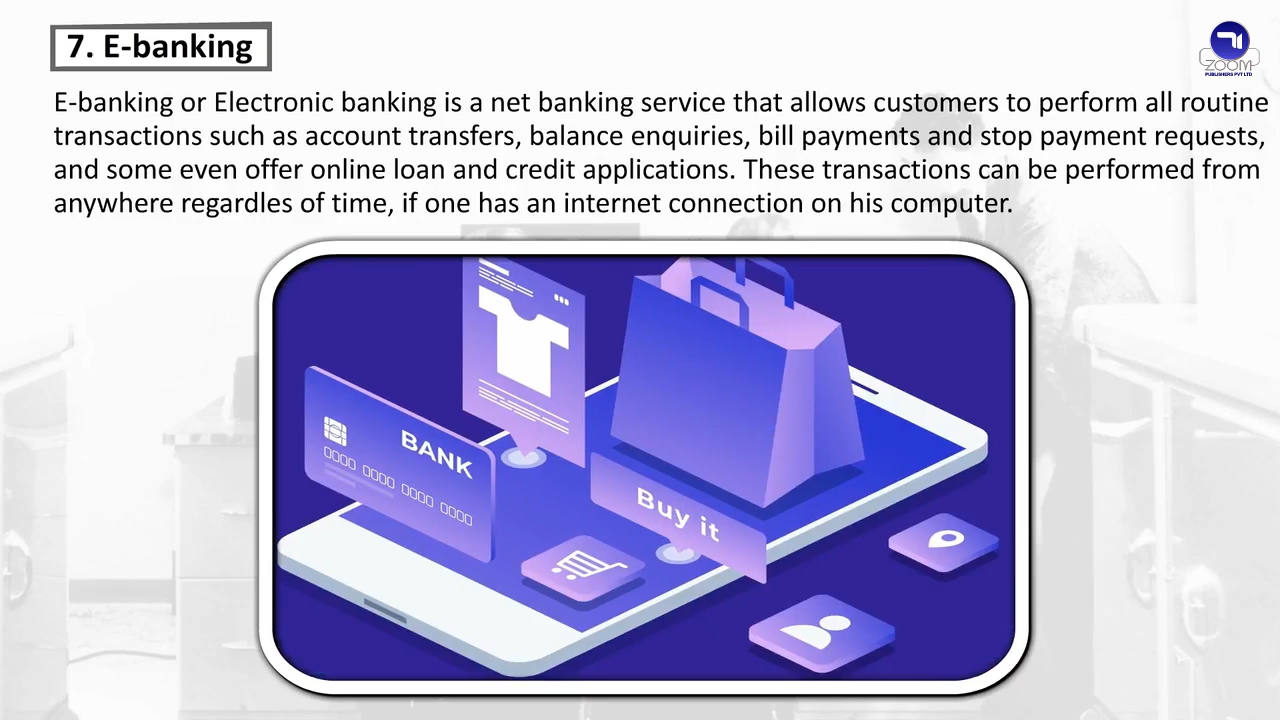 7. E-banking
ZOOM
PUBLISHERS PVT LTD
E-banking or Electronic banking is a net banking service that allows customers to perform all routine
transactions such as account transfers, balance enquiries, bill payments and stop payment requests,
and some even offer online loan and credit applications. These transactions can be performed from
anywhere regardles of time, if one has an internet connection on his computer.
BANK
0000 0000 0000 0000
Buy it